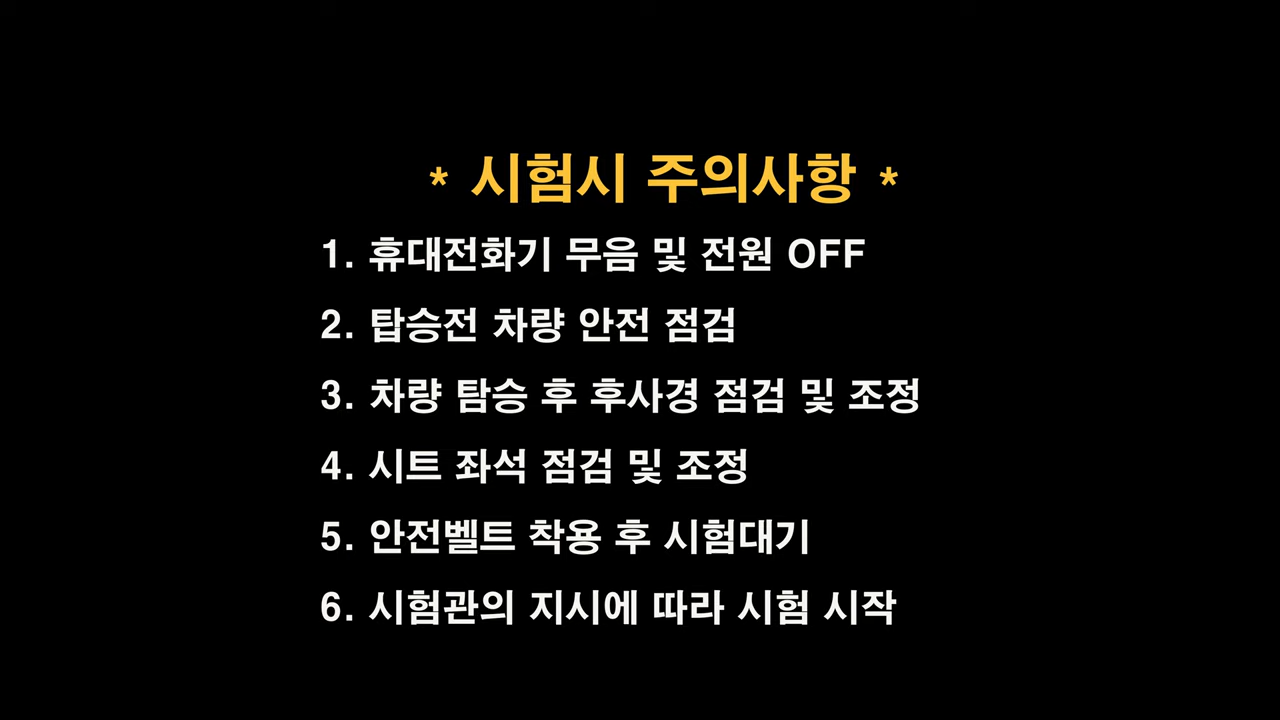 * 시험시 주의사항 *
1. 휴대전화기 무음 및 전원 OFF
2. 탑승전 차량 안전 점검
3. 차량 탐승 후 후사경 점검 및 조정
4. 시트 좌석 점검 및 조정
5. 안전벨트 착용 후 시험대기
6. 시험관의 지시에 따라 시험 시작